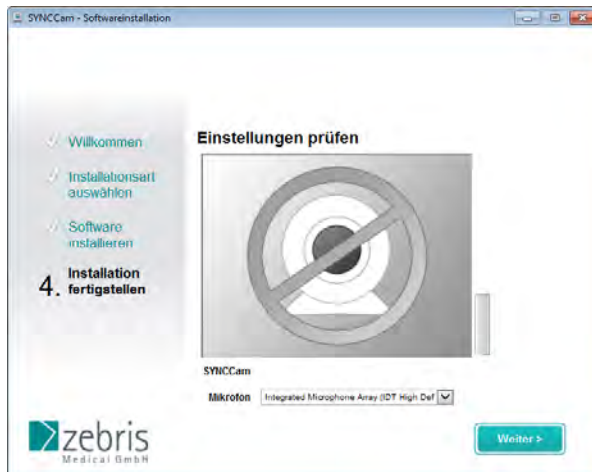 SYNCCam - Softwareinstallation
Willkommen
Installationsart
auswählen
Software
installieren
4. Installation
fertigstellen
Einstellungen prüfen
SYNCCam
Mikrofon Integrated Microphone Array (IDT High Def
zebris
Medical GmbH
Weiter >